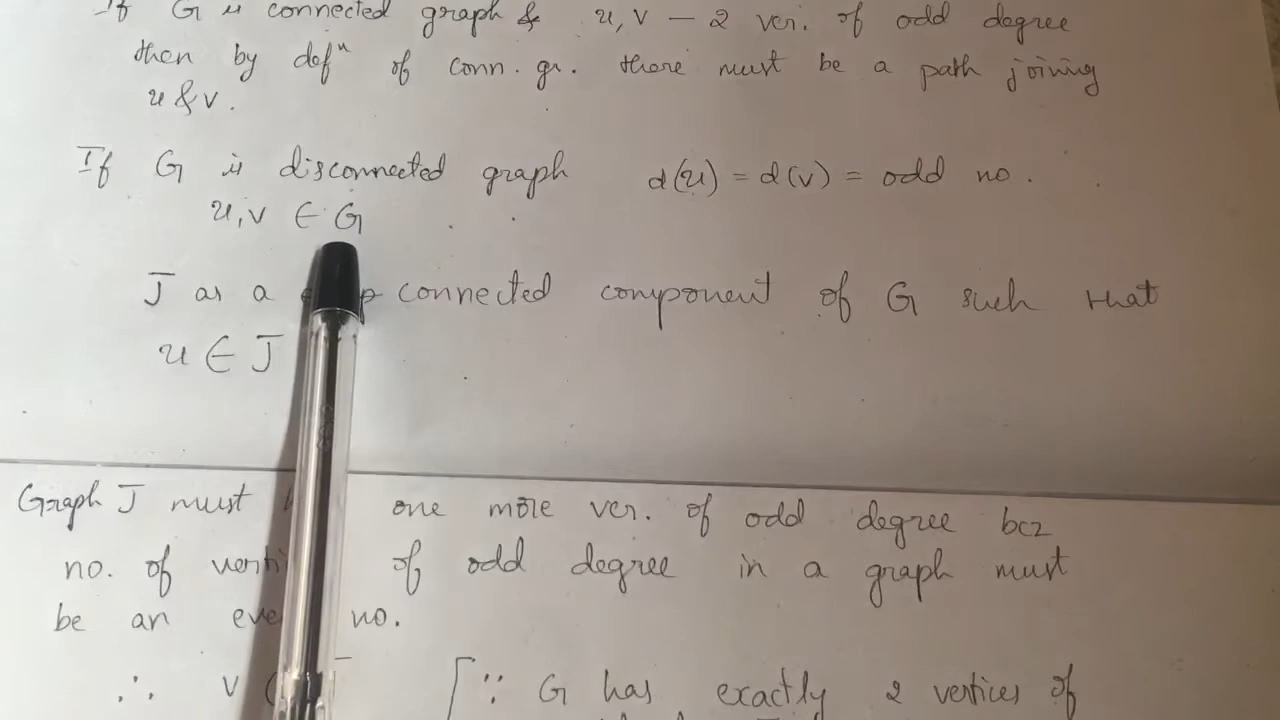 If G is connected graph & u, v – 2 ver. of odd degree
then by defⁿ of conn. gr. there must be a path joining
u & v.
If G is disconnected graph d(u) = d(v) = odd no.
u, v ∈ G
J as a connected component of G such that
u ∈ J
Graph J must one more ver. of odd degree bcz
no. of of odd degree in a graph must
be an no.
∴ v [∵ G has exactly 2 vertices of